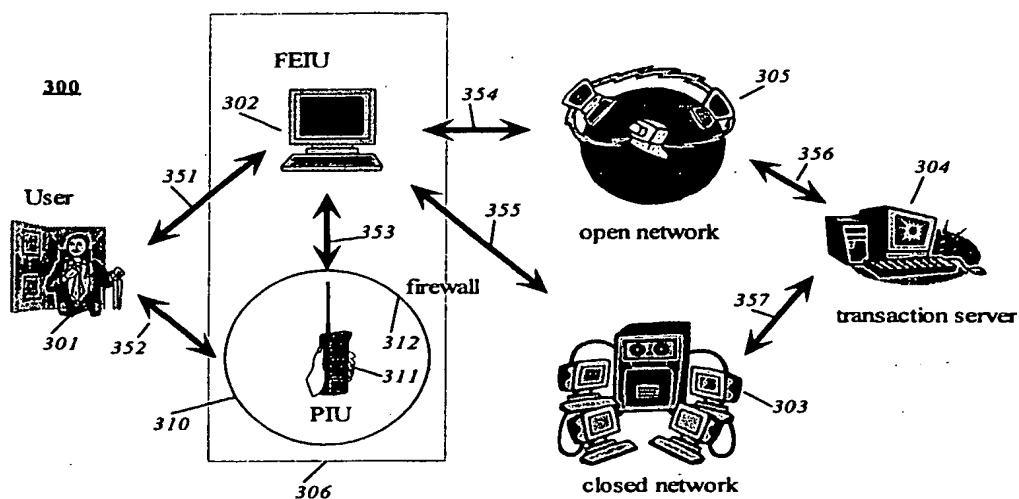 300
FEIU
302
354
305
356
304
351
User
353
355
open network
firewall
357
transaction server
301
352
312
311
310
PIU
303
306
closed network